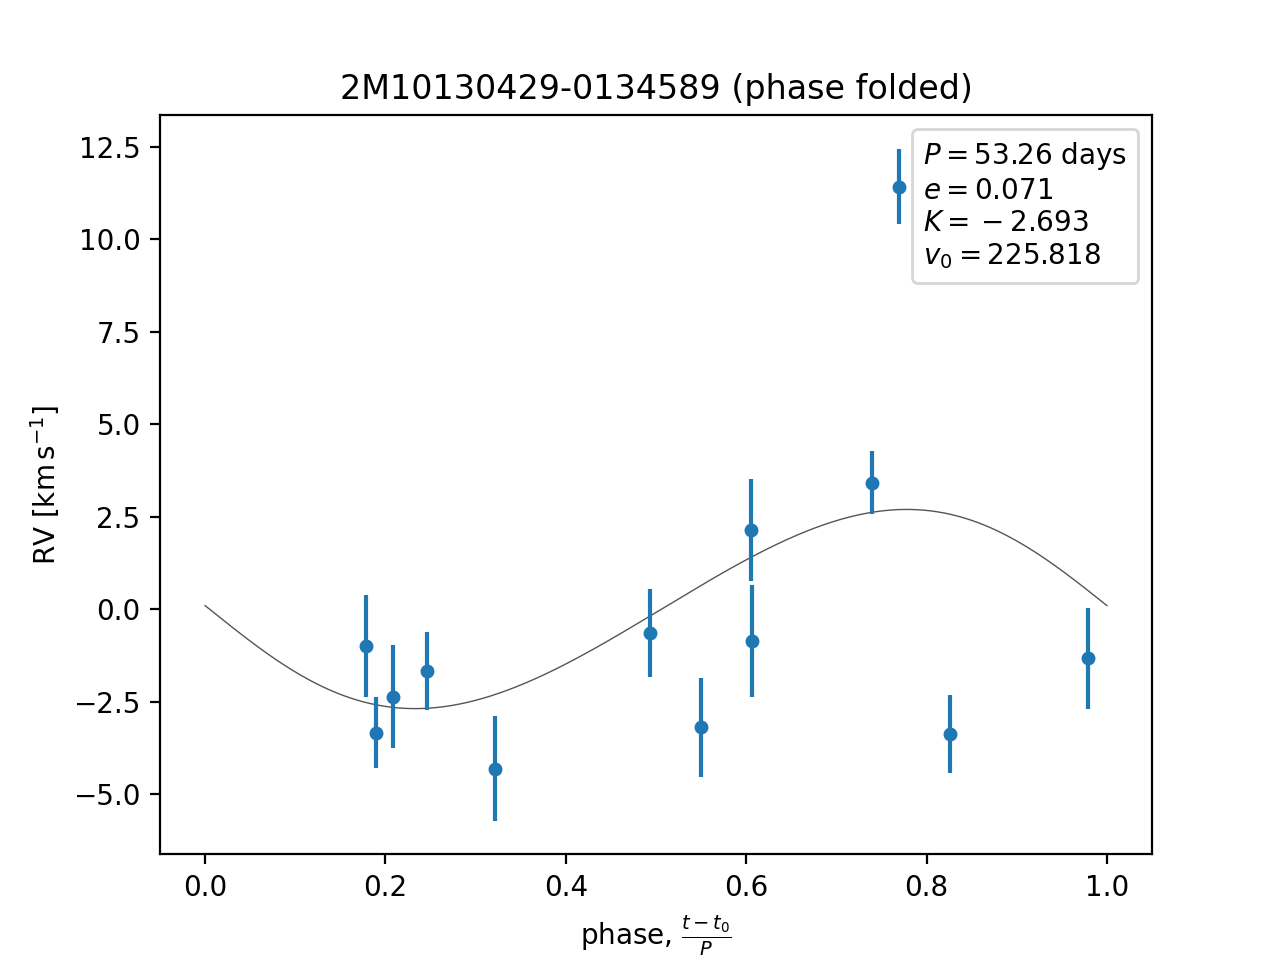 2M10130429-0134589 (phase folded)
P = 53.26 days
e = 0.071
K = −2.693
v₀ = 225.818
12.5
10.0
7.5
5.0
2.5
0.0
−2.5
−5.0
RV [km s⁻¹]
0.0 0.2 0.4 0.6 0.8 1.0
phase, (t − t₀)/P